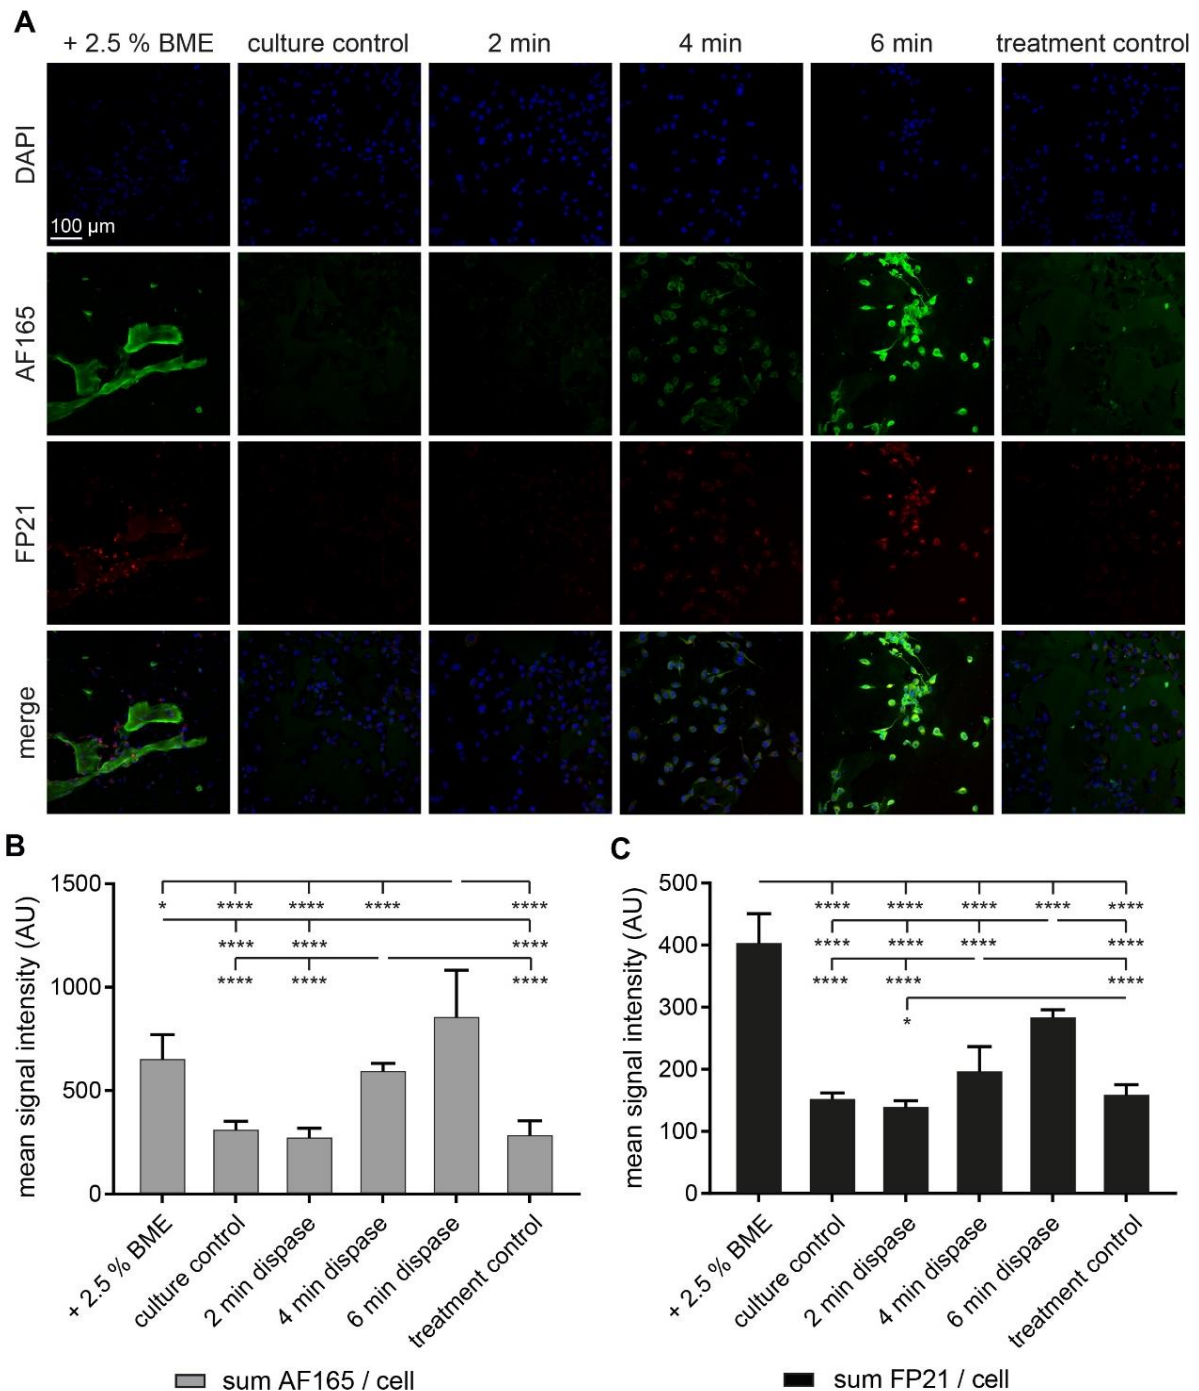 A
+ 2.5 % BME culture control 2 min 4 min 6 min treatment control
DAPI
100 µm
AF165
FP21
merge
B
mean signal intensity (AU)
1500
1000
500
0
* **** **** **** ****
**** **** ****
**** **** ****
+ 2.5 % BME
culture control
2 min dispase
4 min dispase
6 min dispase
treatment control
sum AF165 / cell
C
mean signal intensity (AU)
500
400
300
200
100
0
**** **** **** **** ****
**** **** **** ****
**** **** ****
*
+ 2.5 % BME
culture control
2 min dispase
4 min dispase
6 min dispase
treatment control
sum FP21 / cell